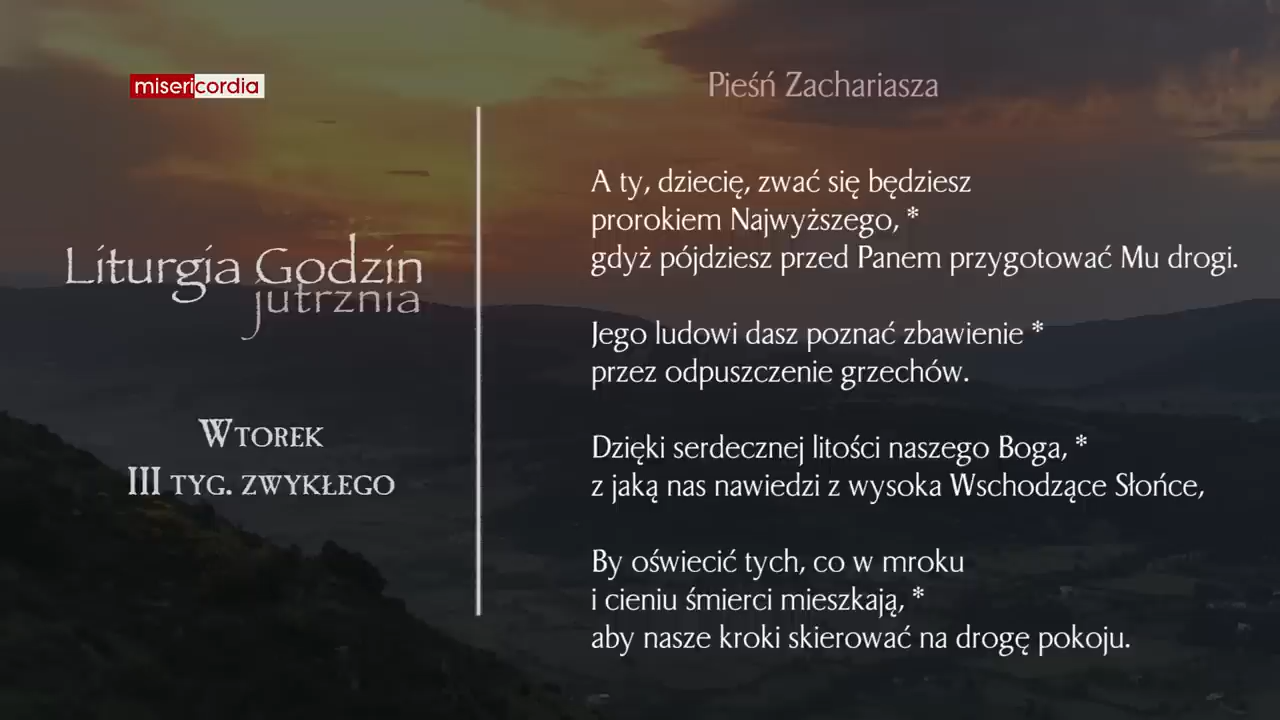 misericordia
Liturgia Godzin
jutrznia
Wtorek
III tyg. zwykłego
Pieśń Zachariasza
A ty, dziecię, zwać się będziesz
prorokiem Najwyższego, *
gdyż pójdziesz przed Panem przygotować Mu drogi.
Jego ludowi dasz poznać zbawienie *
przez odpuszczenie grzechów.
Dzięki serdecznej litości naszego Boga, *
z jaką nas nawiedzi z wysoka Wschodzące Słońce,
By oświecić tych, co w mroku
i cieniu śmierci mieszkają, *
aby nasze kroki skierować na drogę pokoju.